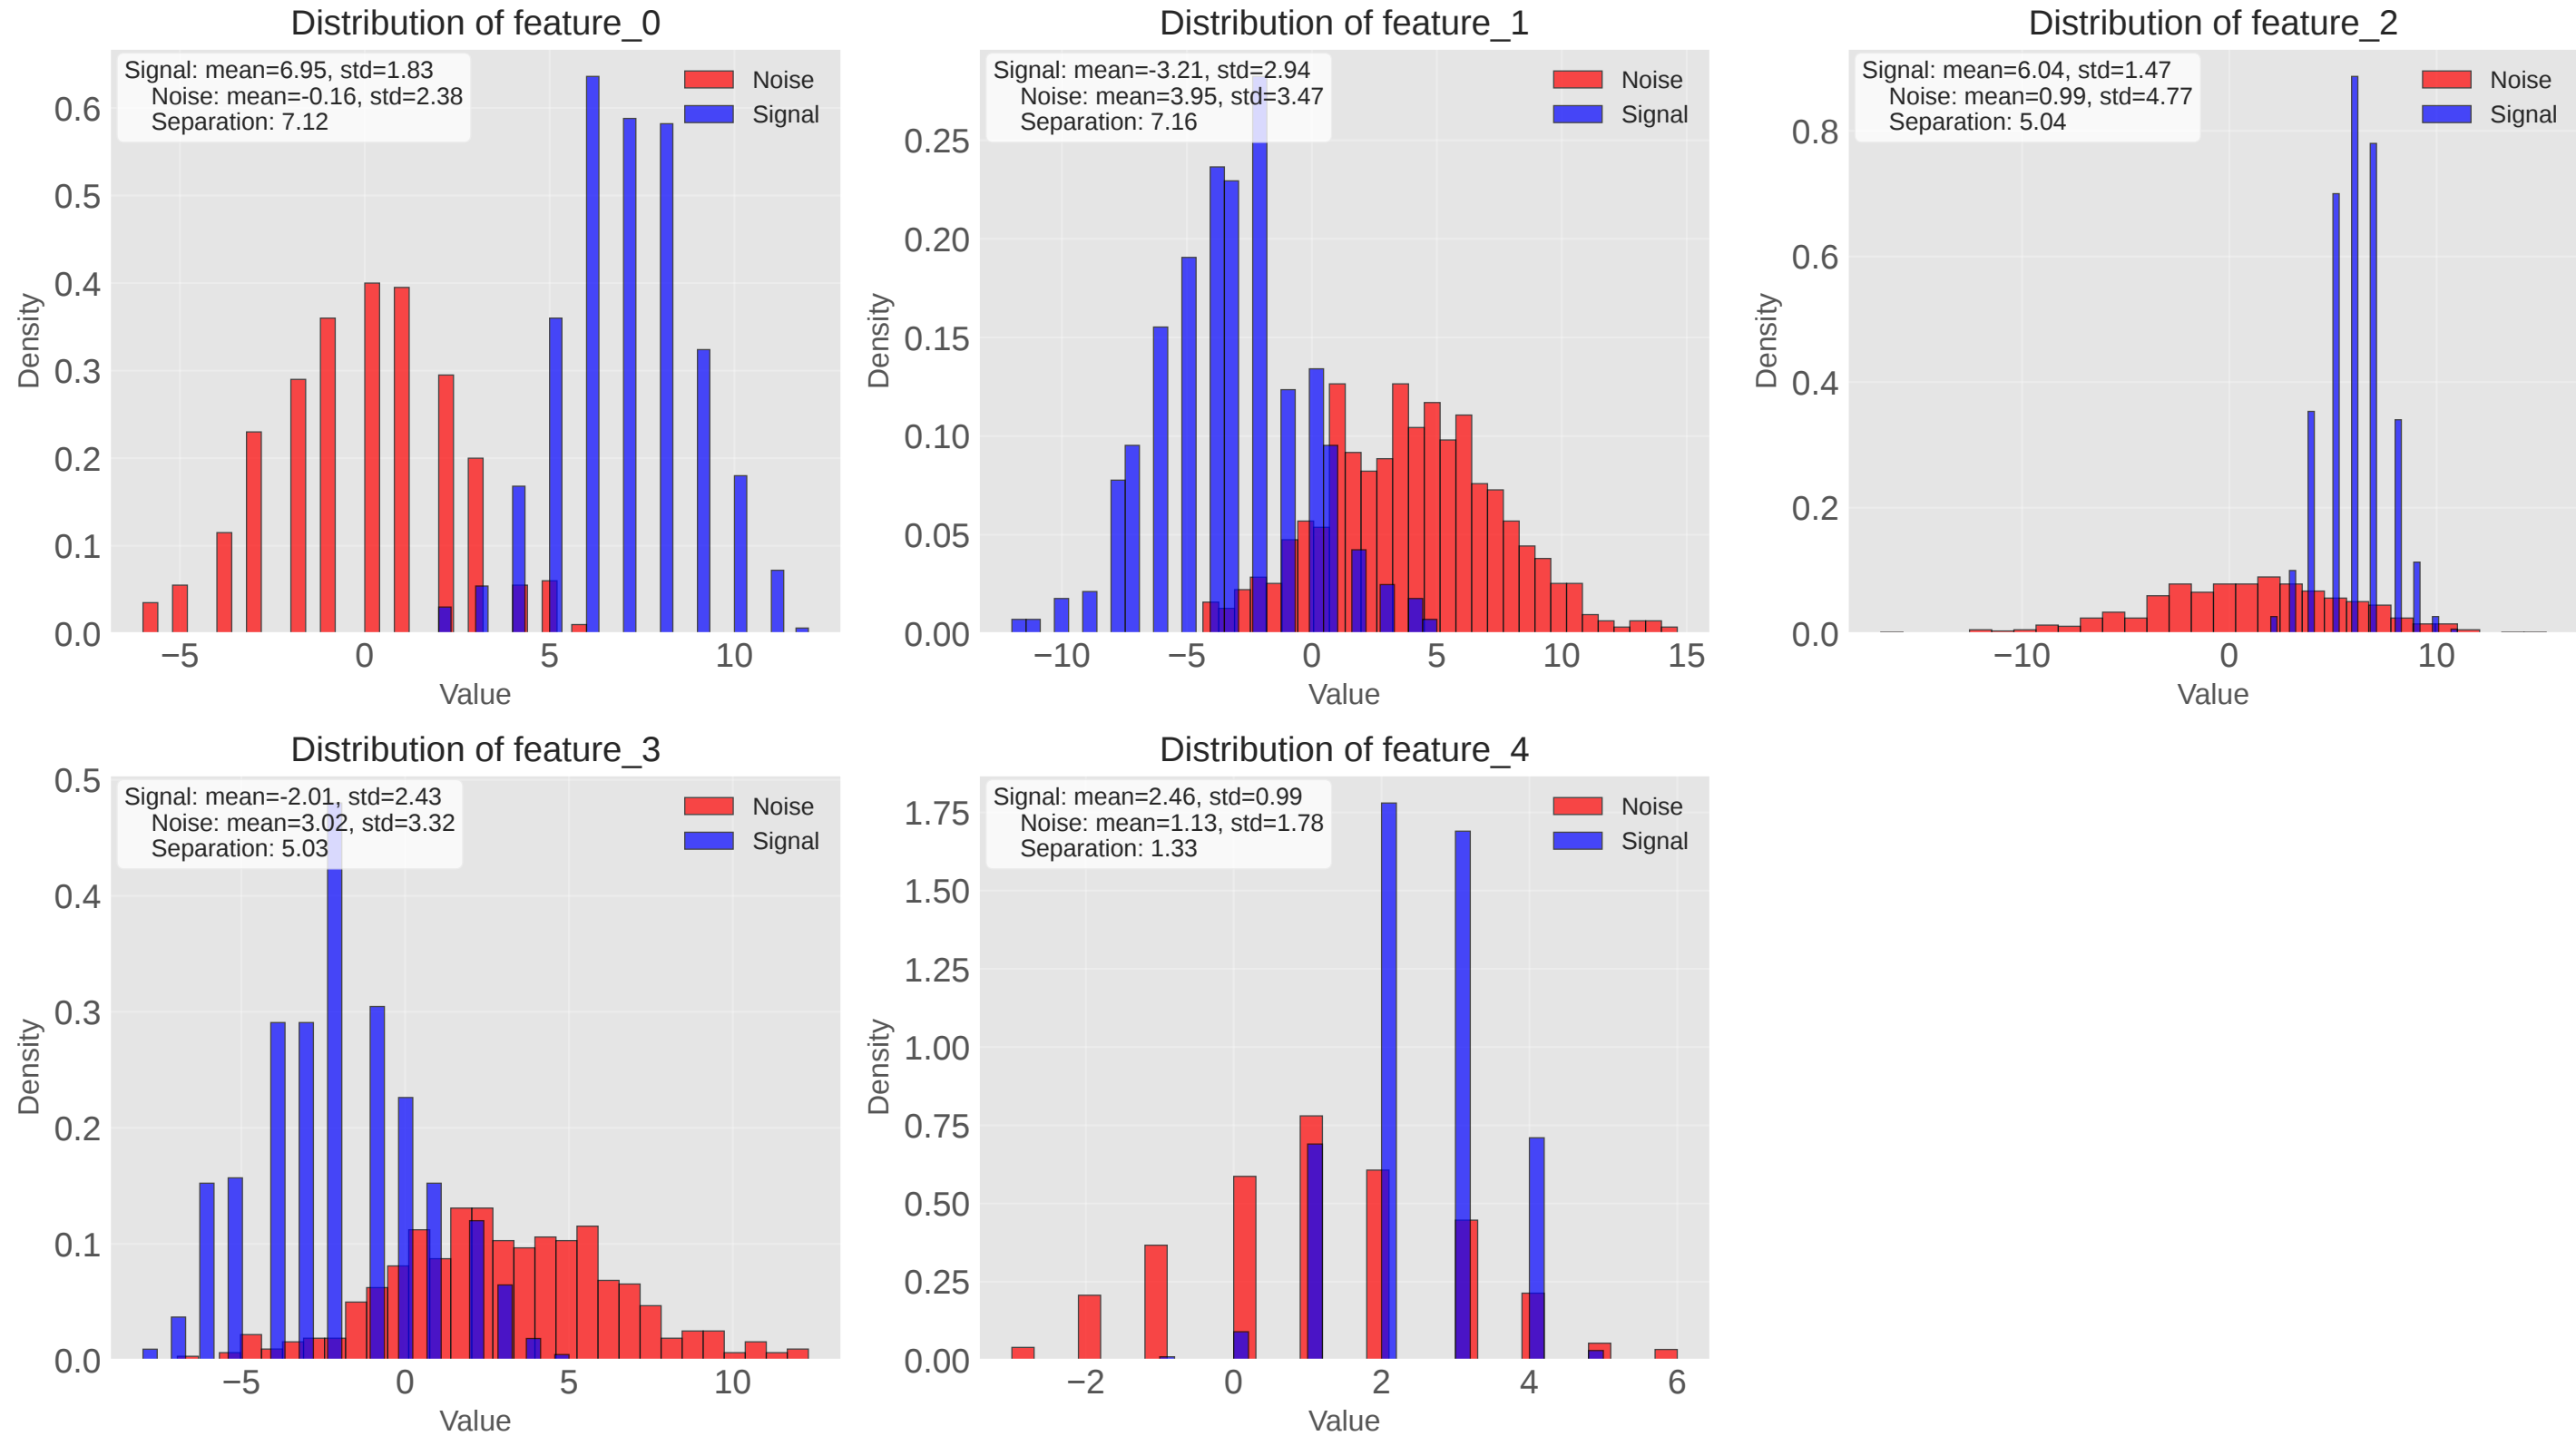 Distribution of feature_0
Signal: mean=6.95, std=1.83
Noise: mean=-0.16, std=2.38
Separation: 7.12
Noise
Signal
0.6
0.5
0.4
0.3
0.2
0.1
0.0
Density
−5
0
5
10
Value
Distribution of feature_1
Signal: mean=-3.21, std=2.94
Noise: mean=3.95, std=3.47
Separation: 7.16
Noise
Signal
0.25
0.20
0.15
0.10
0.05
0.00
Density
−10
−5
0
5
10
15
Value
Distribution of feature_2
Signal: mean=6.04, std=1.47
Noise: mean=0.99, std=4.77
Separation: 5.04
Noise
Signal
0.8
0.6
0.4
0.2
0.0
Density
−10
0
10
Value
Distribution of feature_3
Signal: mean=-2.01, std=2.43
Noise: mean=3.02, std=3.32
Separation: 5.03
Noise
Signal
0.5
0.4
0.3
0.2
0.1
0.0
Density
−5
0
5
10
Value
Distribution of feature_4
Signal: mean=2.46, std=0.99
Noise: mean=1.13, std=1.78
Separation: 1.33
Noise
Signal
1.75
1.50
1.25
1.00
0.75
0.50
0.25
0.00
Density
−2
0
2
4
6
Value